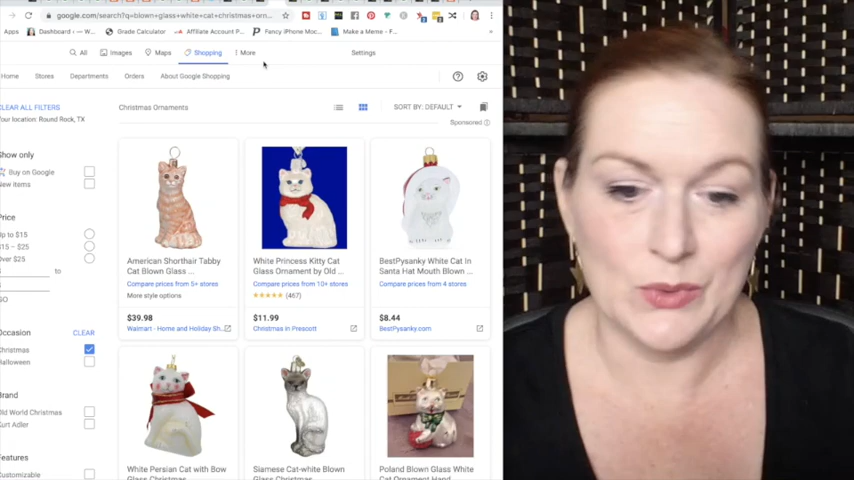 google.com/search?q=blown+glass+white+cat+christmas+orn...
Dashboard ‹ ... Grade Calculator Affiliate Account P... Fancy iPhone Moc... Make a Meme - F...
All Images Maps Shopping More Settings
Home Stores Departments Orders About Google Shopping
CLEAR ALL FILTERS
Your location: Round Rock, TX
Christmas Ornaments
SORT BY: DEFAULT
Sponsored
Show only
Buy on Google
New items
Price
Up to $15
$15 – $25
Over $25
to
GO
Occasion
CLEAR
Christmas
Halloween
Brand
Old World Christmas
Kurt Adler
Features
Customizable
American Shorthair Tabby
Cat Blown Glass ...
Compare prices from 5+ stores
More style options
$39.98
Walmart - Home and Holiday Sh...
White Princess Kitty Cat
Glass Ornament by Old ...
Compare prices from 10+ stores
(467)
$11.99
Christmas in Prescott
BestPysanky White Cat In
Santa Hat Mouth Blown ...
Compare prices from 4 stores
$8.44
BestPysanky.com
White Persian Cat with Bow
Glass Christmas
Siamese Cat-white Blown
Glass Christmas
Poland Blown Glass White
Cat Ornament Hand